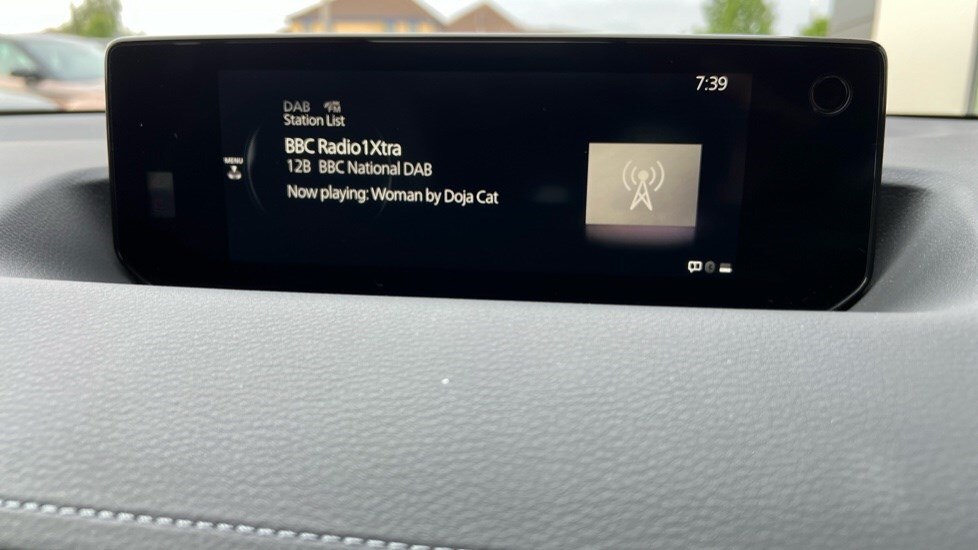 7:39
DAB
Station List
BBC Radio1Xtra
MENU
12B BBC National DAB
Now playing: Woman by Doja Cat